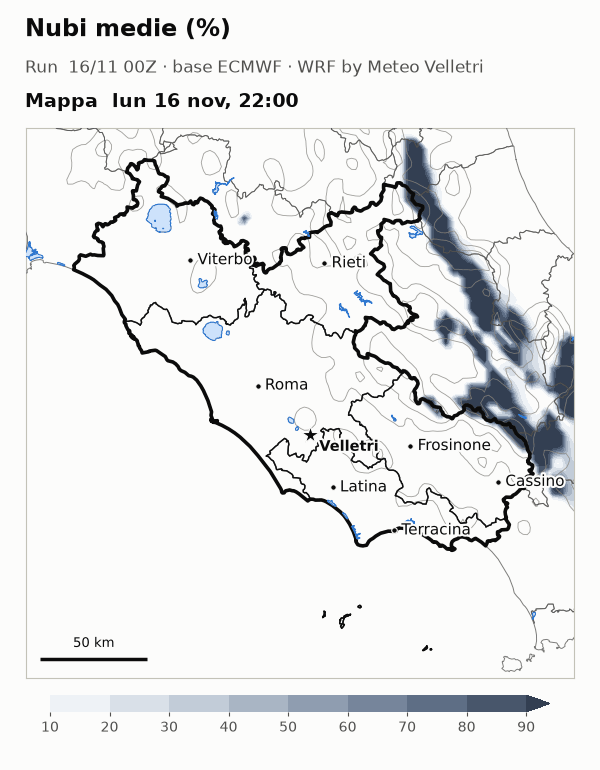 Nubi medie (%)
Run 16/11 00Z · base ECMWF · WRF by Meteo Velletri
Mappa lun 16 nov, 22:00
Viterbo
Rieti
Roma
Velletri
Frosinone
Cassino
Latina
Terracina
50 km
10 20 30 40 50 60 70 80 90